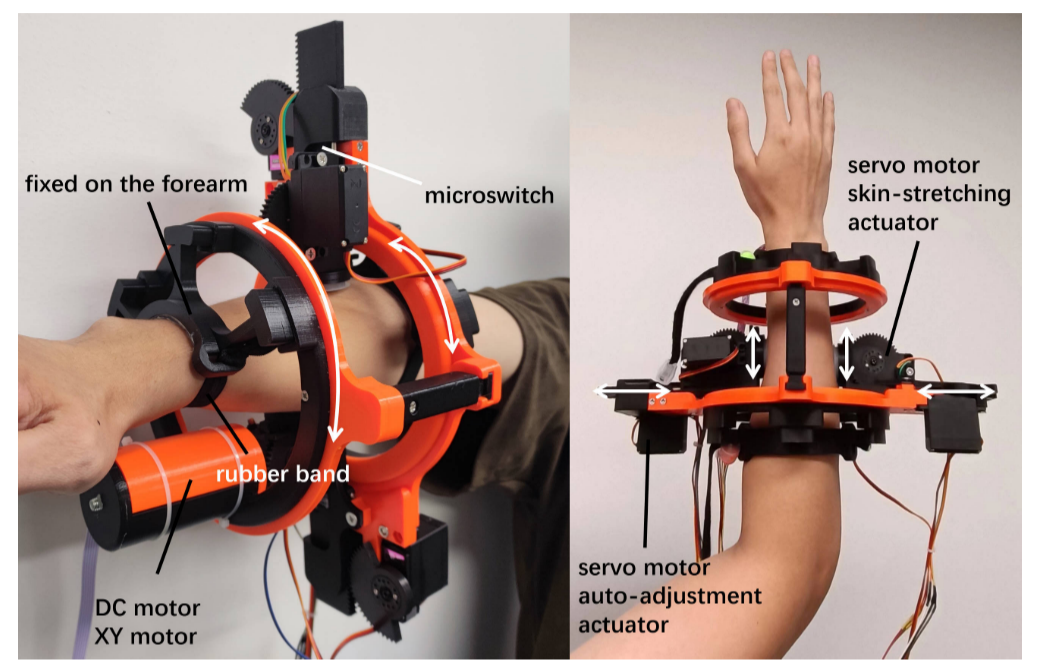 fixed on the forearm
microswitch
rubber band
DC motor
XY motor
servo motor
skin-stretching
actuator
servo motor
auto-adjustment
actuator